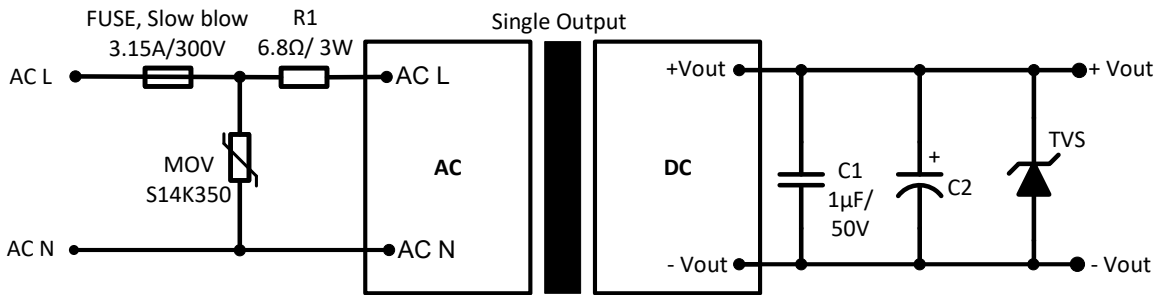 Single Output
FUSE, Slow blow
3.15A/300V
R1
6.8Ω/ 3W
AC L
AC L
+Vout
+ Vout
MOV
S14K350
AC
DC
C1
1µF/
50V
+
C2
TVS
AC N
AC N
- Vout
- Vout